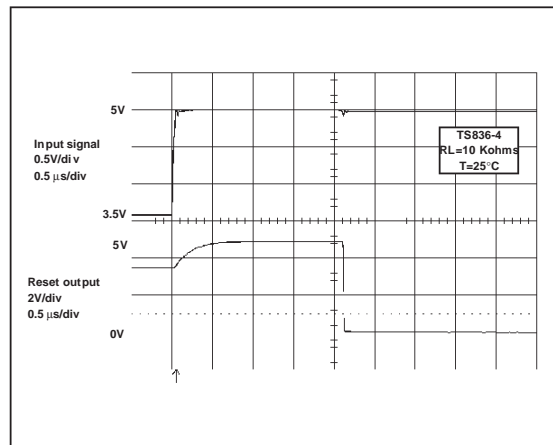 5V
Input signal
0.5V/div
0.5 µs/div
3.5V
TS836-4
RL=10 Kohms
T=25°C
5V
Reset output
2V/div
0.5 µs/div
0V